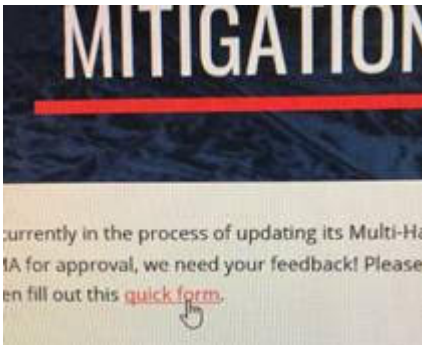 MITIGATION
currently in the process of updating its Multi-Ha
MA for approval, we need your feedback! Please
en fill out this quick form.